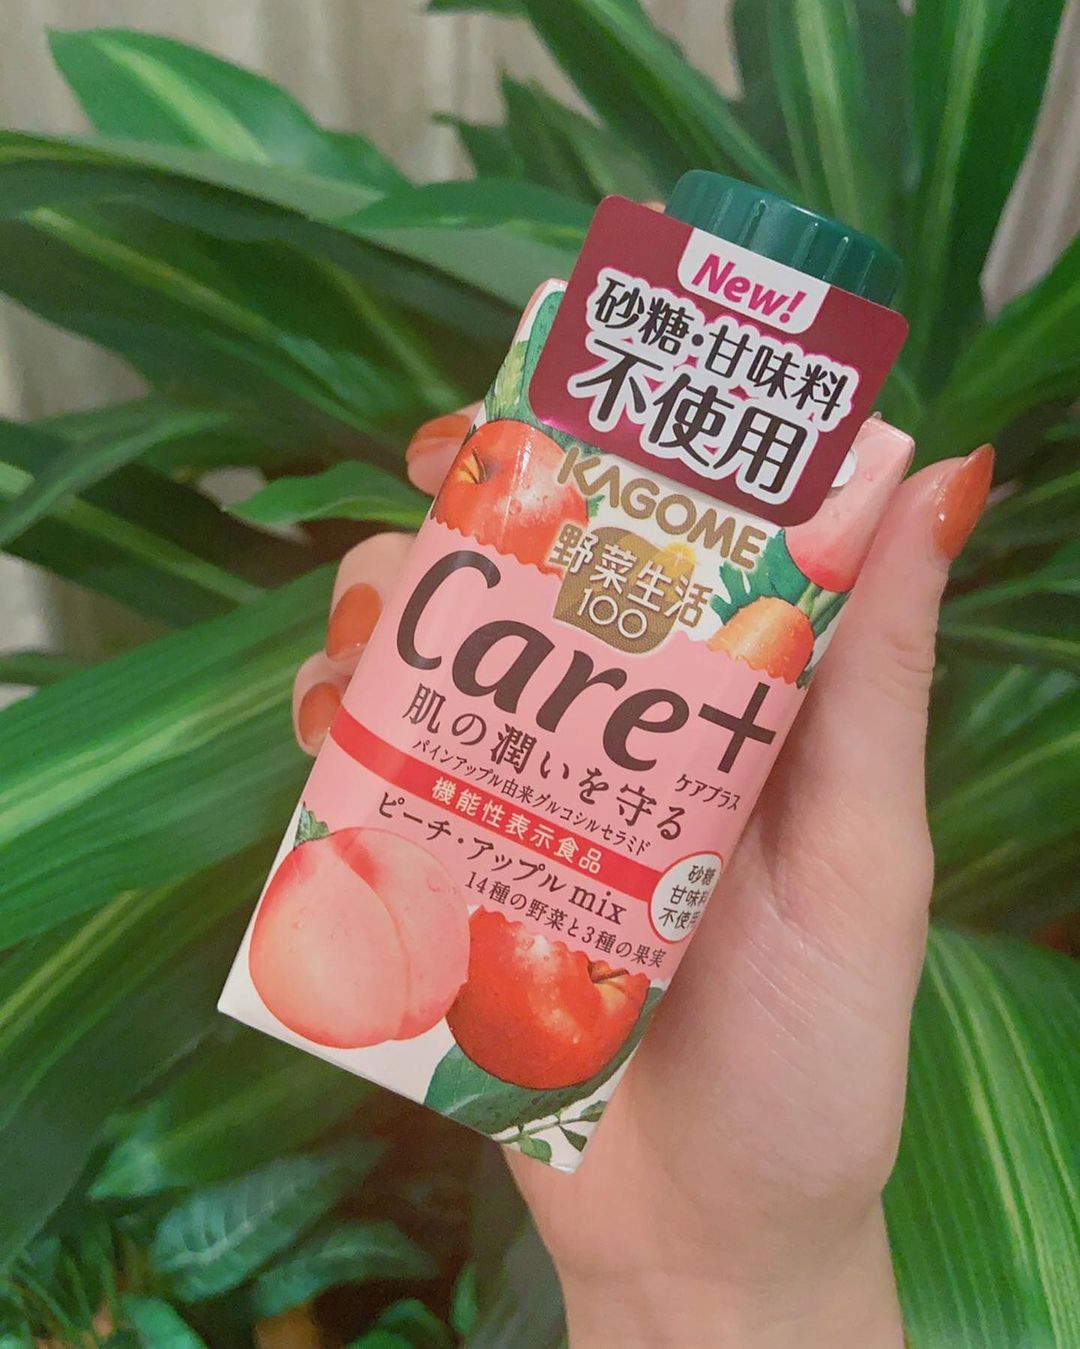 New!
砂糖・甘味料
不使用
KAGOME
野菜生活
100
Care+
ケアプラス
肌の潤いを守る
パインアップル由来グルコシルセラミド
機能性表示食品
ピーチ・アップルmix
14種の野菜と3種の果実
砂糖
甘味料
不使用